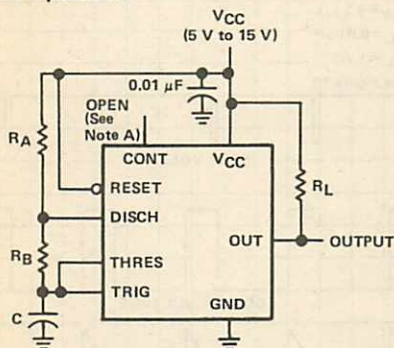 VCC
(5 V to 15 V)
0.01 μF
OPEN
(See
Note A)
RA
CONT
VCC
RESET
RL
DISCH
RB
OUT
OUTPUT
THRES
TRIG
GND
C